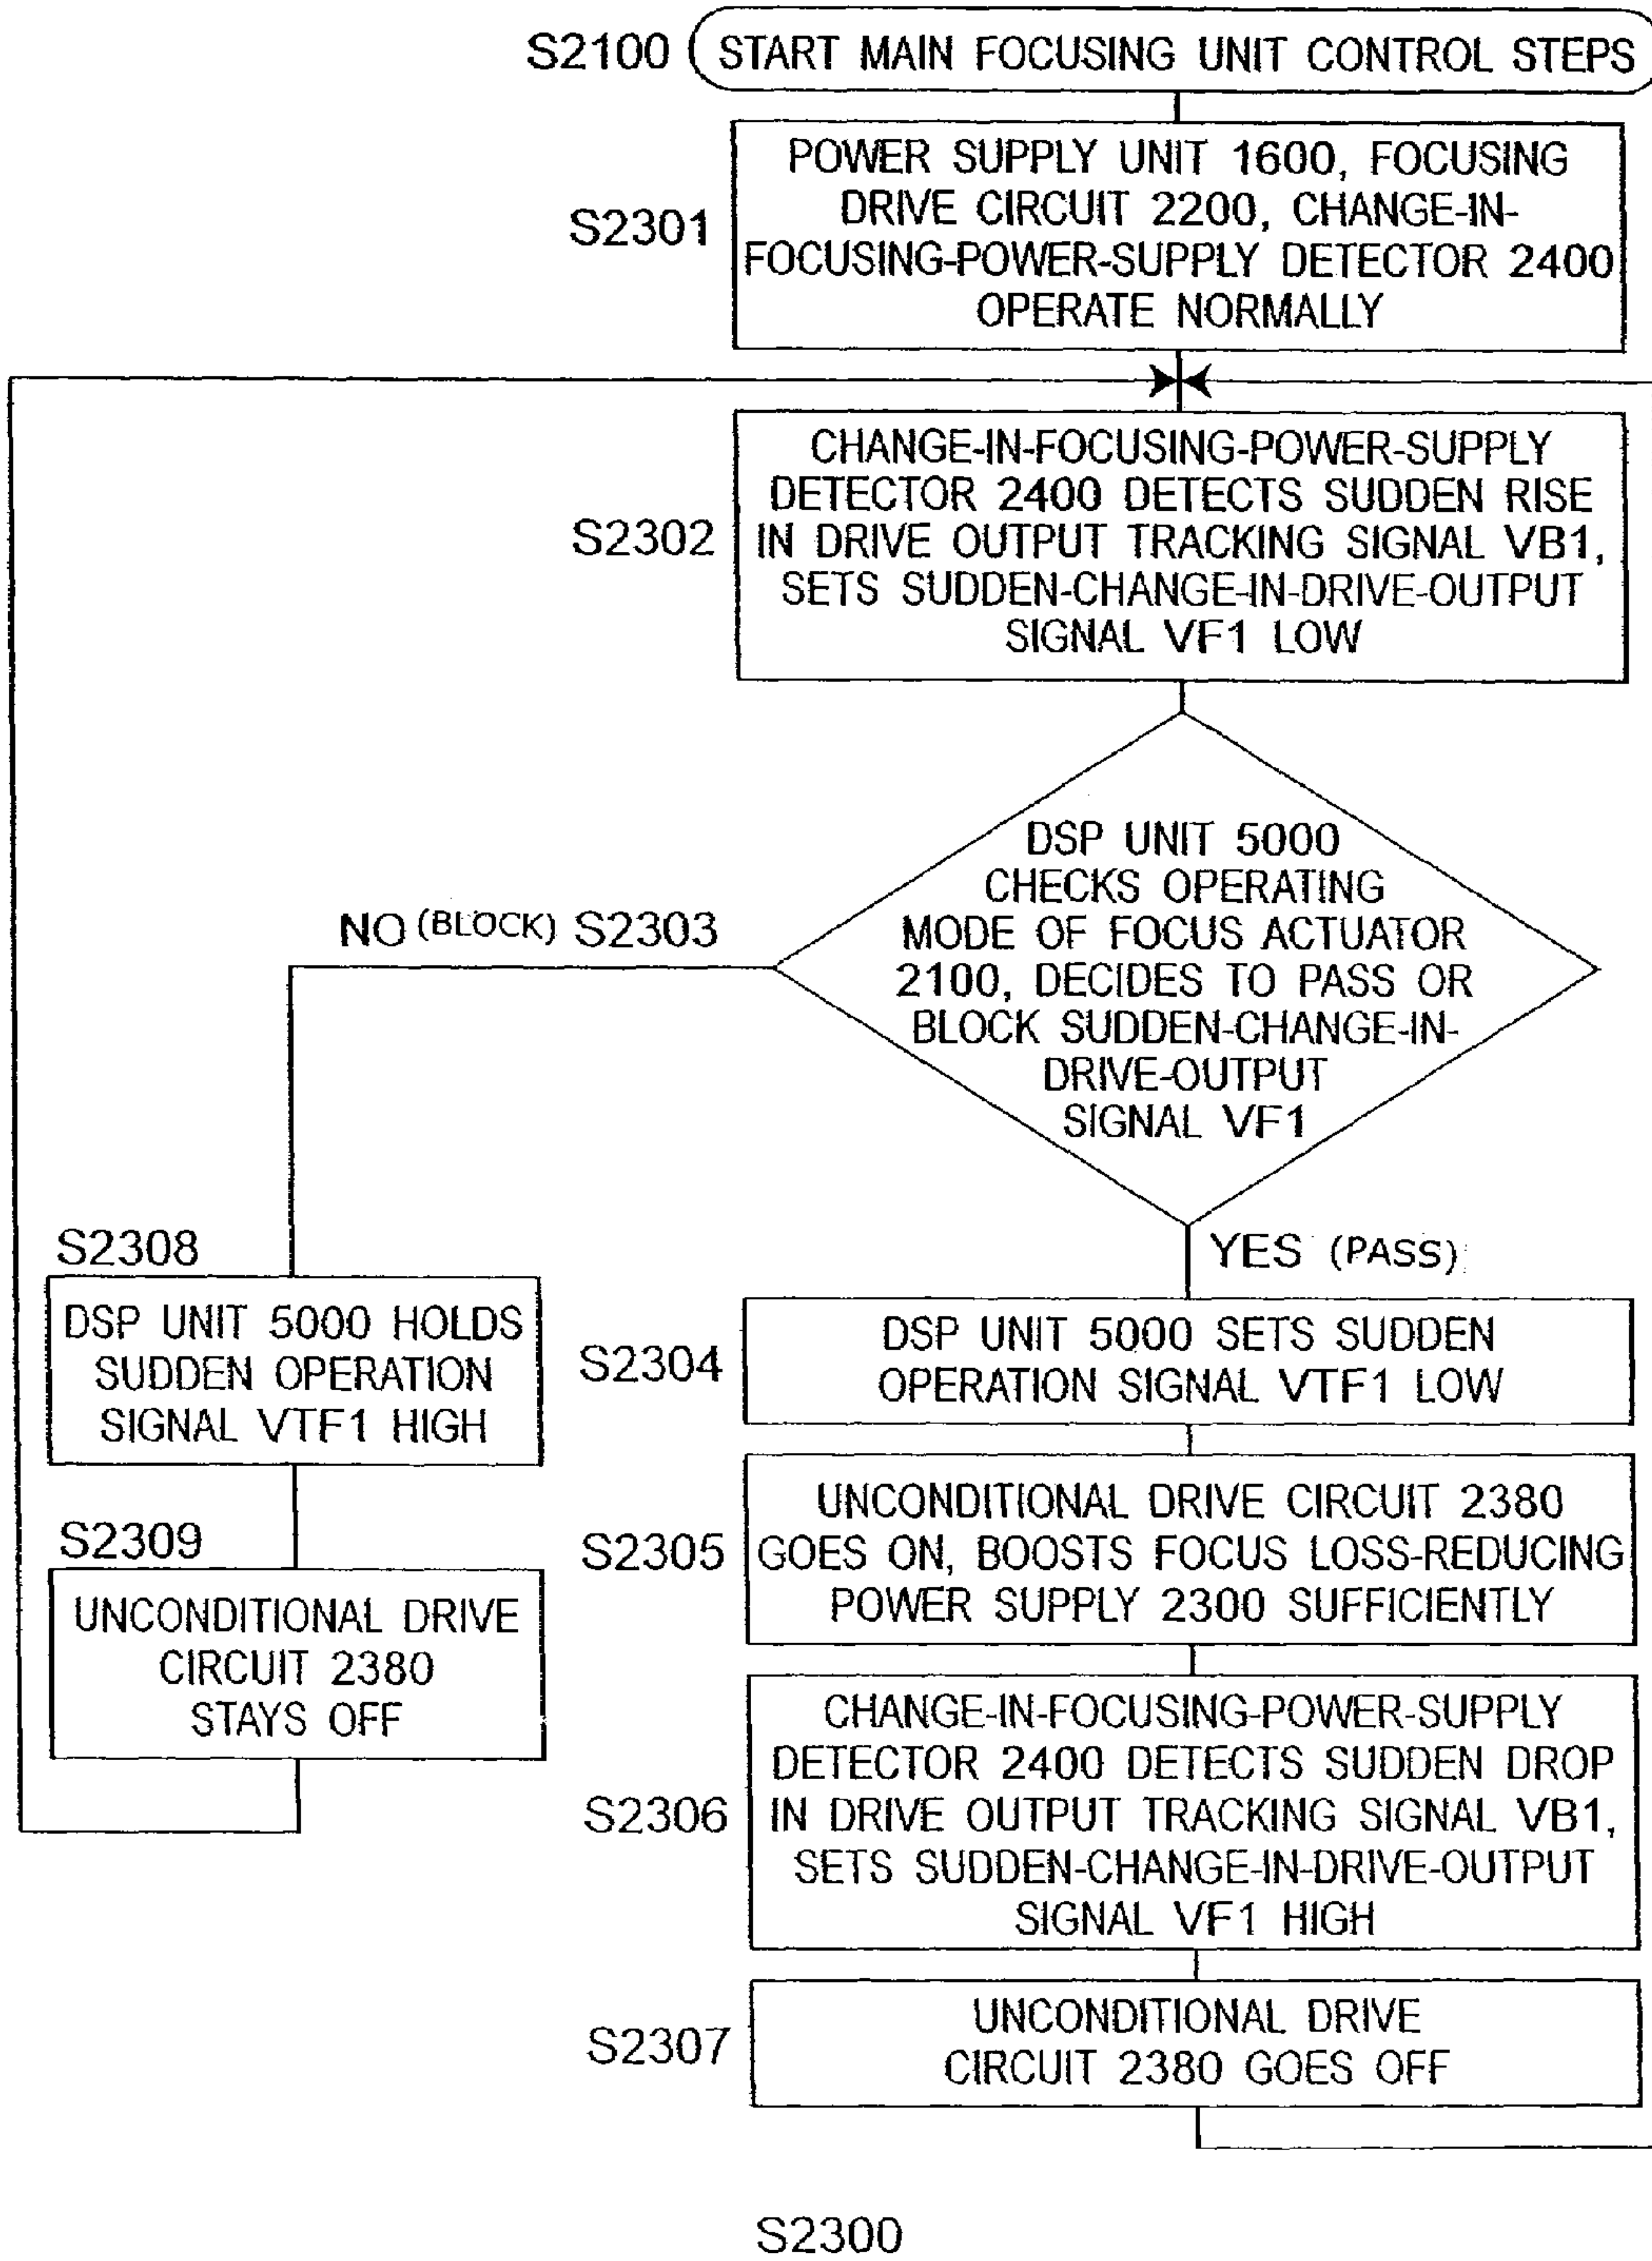 S2100
START MAIN FOCUSING UNIT CONTROL STEPS
S2301
POWER SUPPLY UNIT 1600, FOCUSING
DRIVE CIRCUIT 2200, CHANGE-IN-
FOCUSING-POWER-SUPPLY DETECTOR 2400
OPERATE NORMALLY
S2302
CHANGE-IN-FOCUSING-POWER-SUPPLY
DETECTOR 2400 DETECTS SUDDEN RISE
IN DRIVE OUTPUT TRACKING SIGNAL VB1,
SETS SUDDEN-CHANGE-IN-DRIVE-OUTPUT
SIGNAL VF1 LOW
NO (BLOCK) S2303
DSP UNIT 5000
CHECKS OPERATING
MODE OF FOCUS ACTUATOR
2100, DECIDES TO PASS OR
BLOCK SUDDEN-CHANGE-IN-
DRIVE-OUTPUT
SIGNAL VF1
YES (PASS)
S2308
DSP UNIT 5000 HOLDS
SUDDEN OPERATION
SIGNAL VTF1 HIGH
S2309
UNCONDITIONAL DRIVE
CIRCUIT 2380
STAYS OFF
S2304
DSP UNIT 5000 SETS SUDDEN
OPERATION SIGNAL VTF1 LOW
S2305
UNCONDITIONAL DRIVE CIRCUIT 2380
GOES ON, BOOSTS FOCUS LOSS-REDUCING
POWER SUPPLY 2300 SUFFICIENTLY
S2306
CHANGE-IN-FOCUSING-POWER-SUPPLY
DETECTOR 2400 DETECTS SUDDEN DROP
IN DRIVE OUTPUT TRACKING SIGNAL VB1,
SETS SUDDEN-CHANGE-IN-DRIVE-OUTPUT
SIGNAL VF1 HIGH
S2307
UNCONDITIONAL DRIVE
CIRCUIT 2380 GOES OFF
S2300